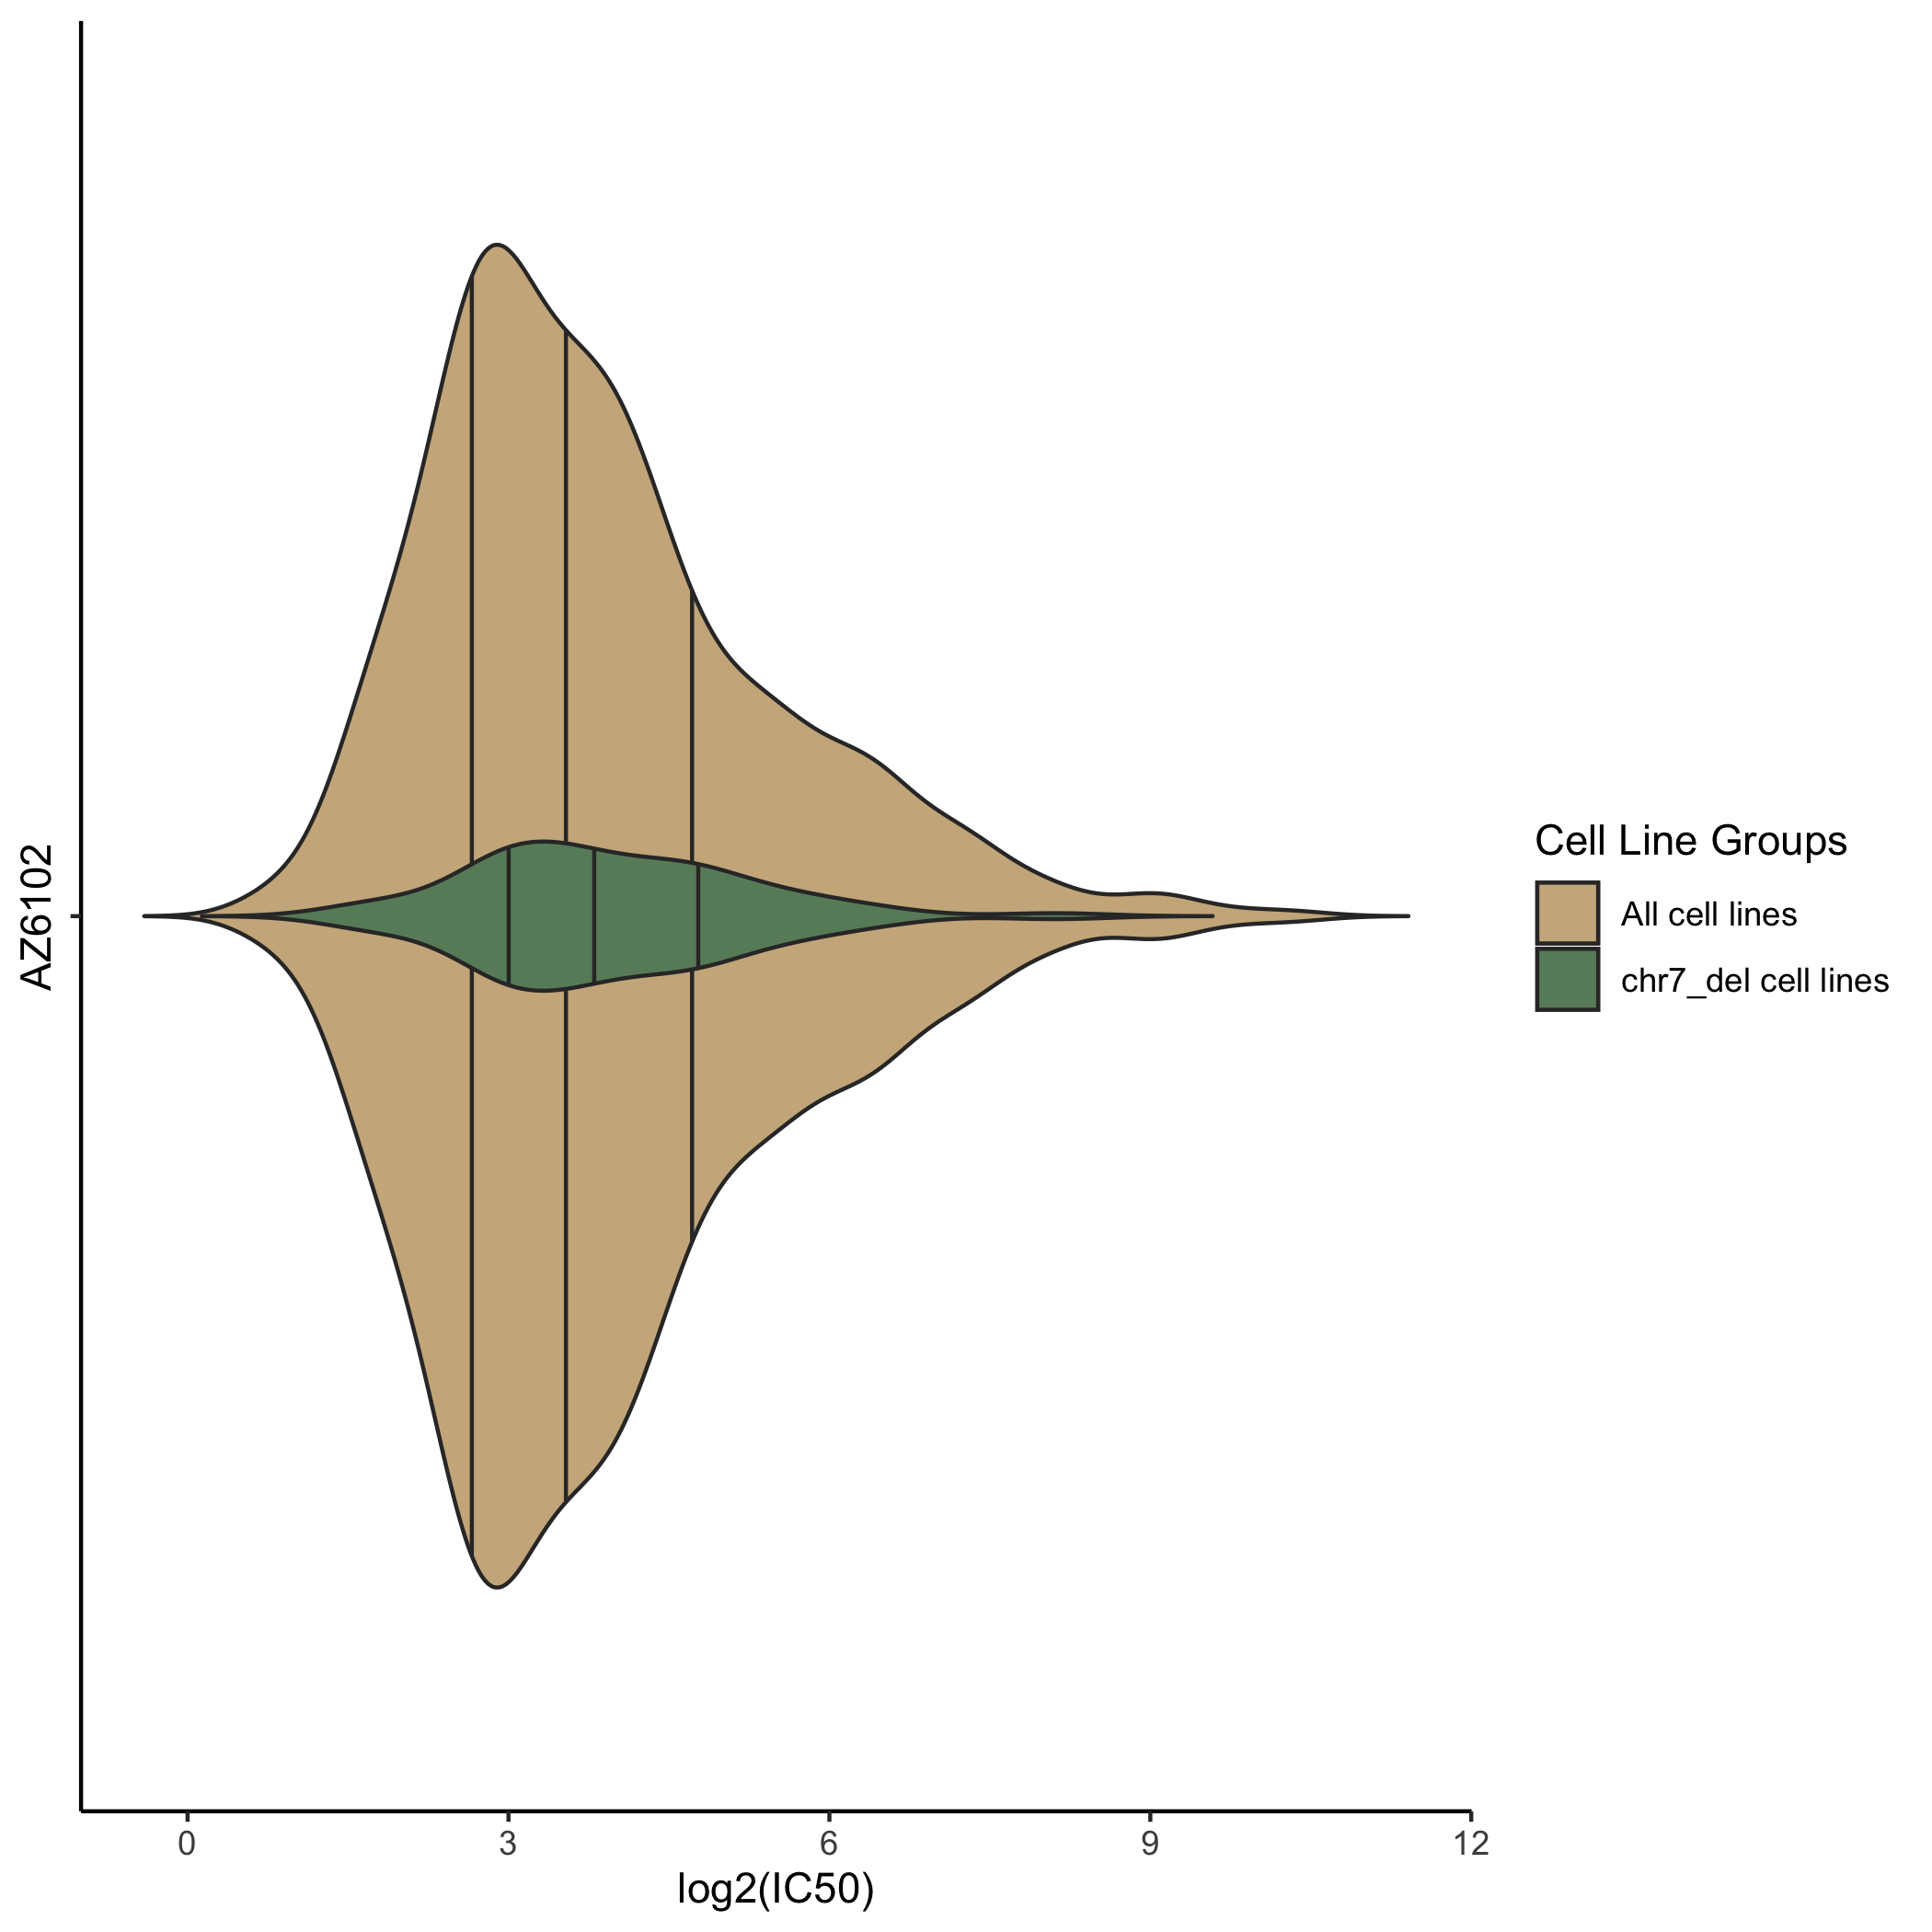 AZ6102
0
3
6
9
12
log2(IC50)
Cell Line Groups
All cell lines
chr7_del cell lines